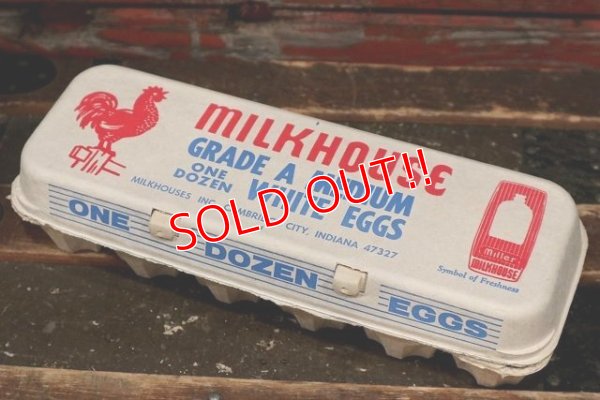 MILKHOUSE
GRADE A MEDIUM
ONE DOZEN WHITE EGGS
MILKHOUSES INC. CAMBRIDGE CITY, INDIANA 47327
SOLD OUT!!
ONE DOZEN EGGS
Miller
MILKHOUSE
Symbol of Freshness